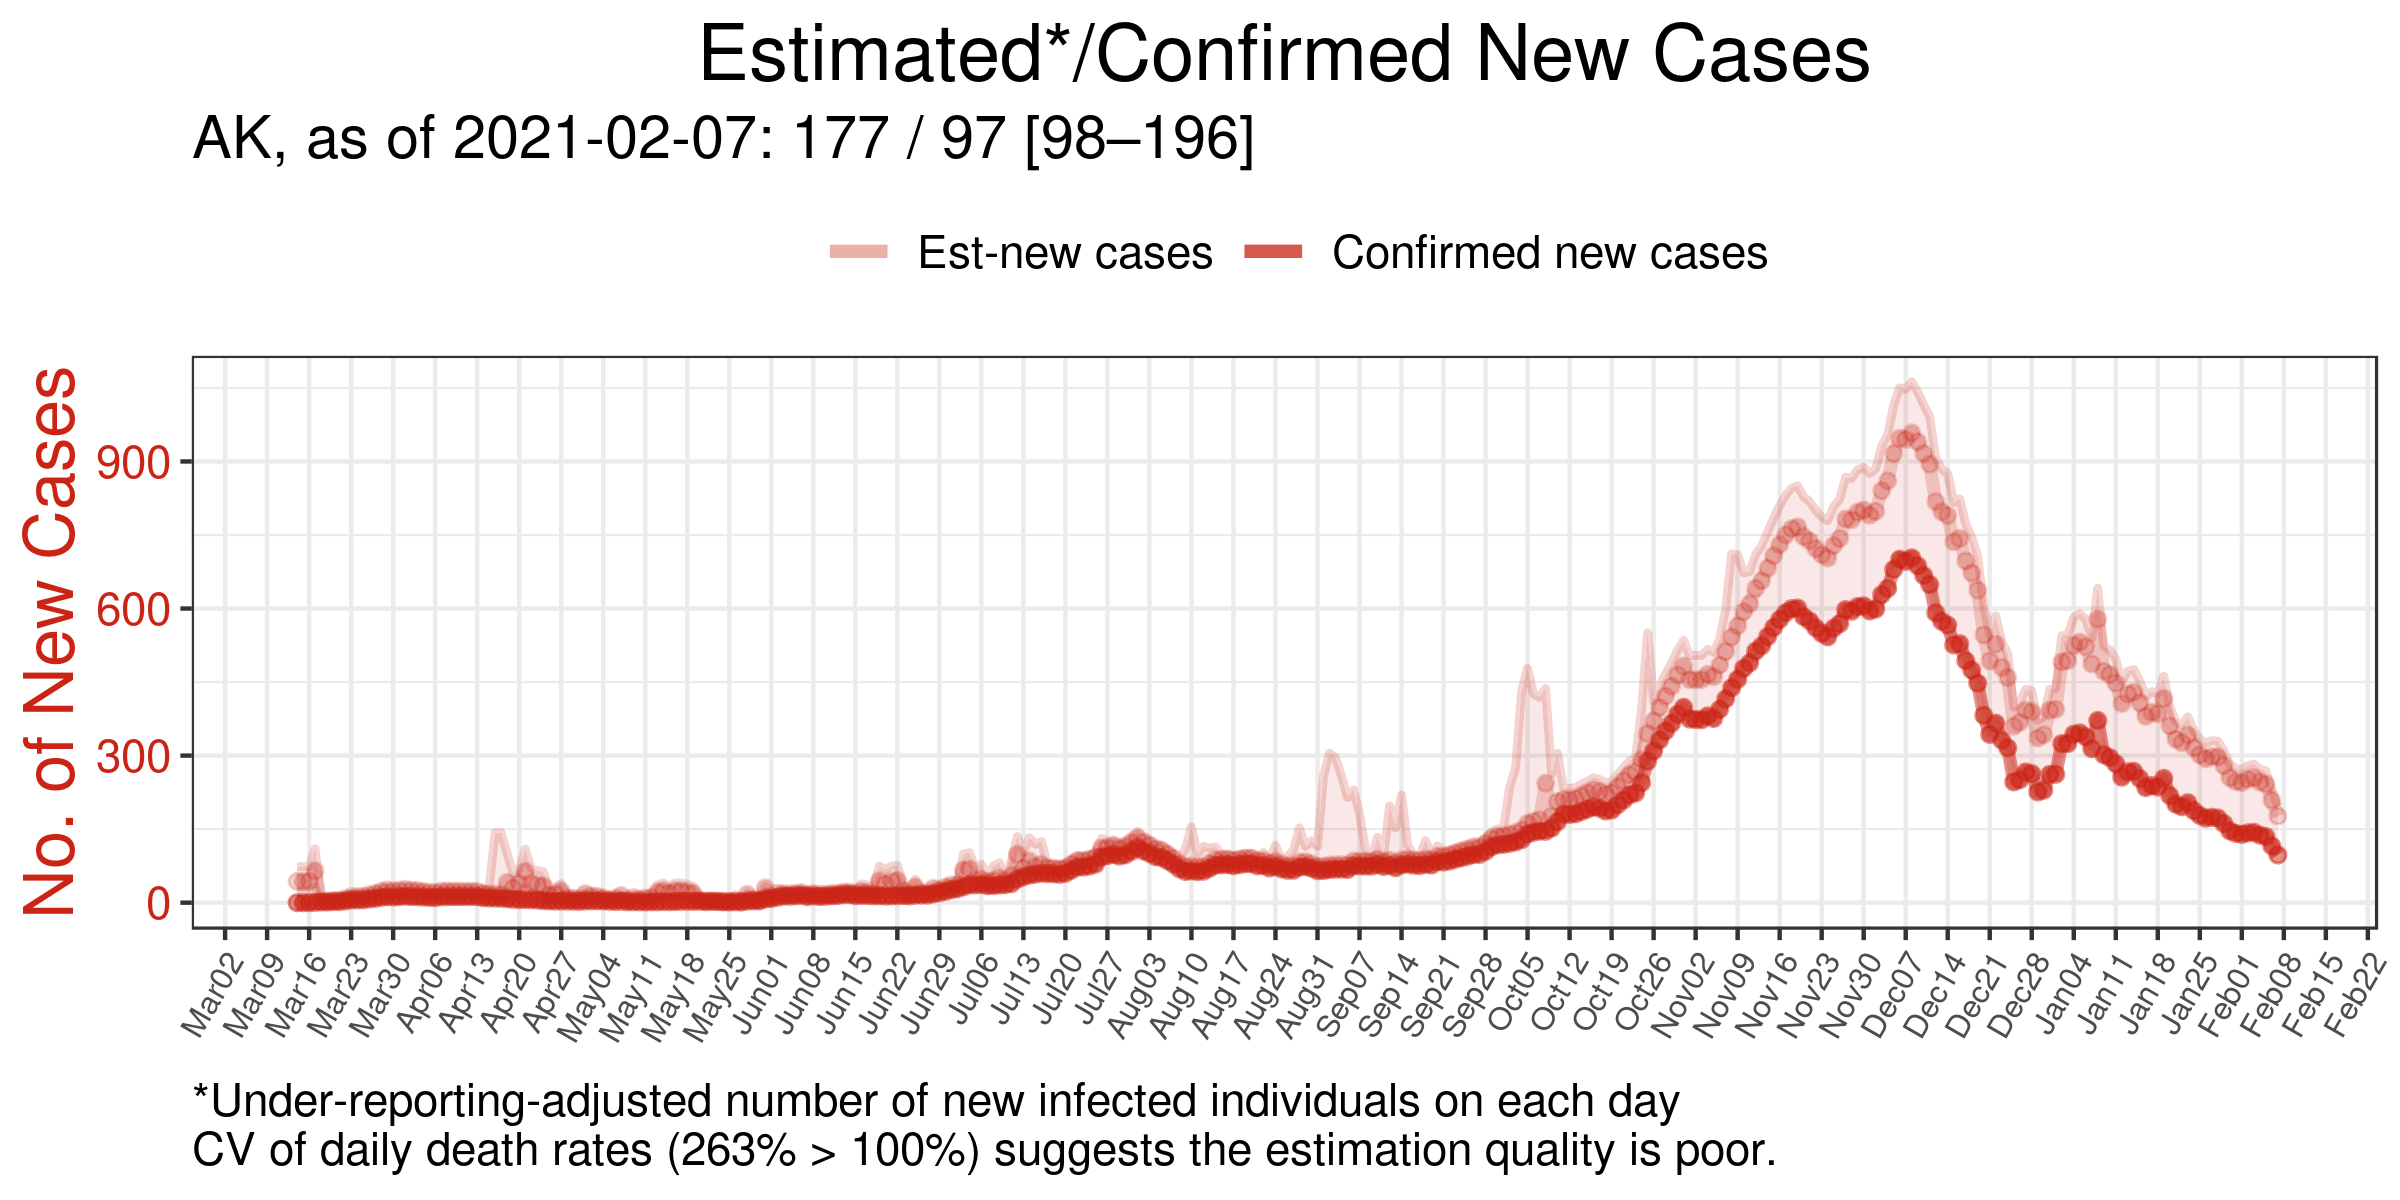 Estimated*/Confirmed New Cases
AK, as of 2021-02-07: 177 / 97 [98–196]
Est-new cases
Confirmed new cases
No. of New Cases
900
600
300
0
Mar02
Mar09
Mar16
Mar23
Mar30
Apr06
Apr13
Apr20
Apr27
May04
May11
May18
May25
Jun01
Jun08
Jun15
Jun22
Jun29
Jul06
Jul13
Jul20
Jul27
Aug03
Aug10
Aug17
Aug24
Aug31
Sep07
Sep14
Sep21
Sep28
Oct05
Oct12
Oct19
Oct26
Nov02
Nov09
Nov16
Nov23
Nov30
Dec07
Dec14
Dec21
Dec28
Jan04
Jan11
Jan18
Jan25
Feb01
Feb08
Feb15
Feb22
*Under-reporting-adjusted number of new infected individuals on each day
CV of daily death rates (263% > 100%) suggests the estimation quality is poor.